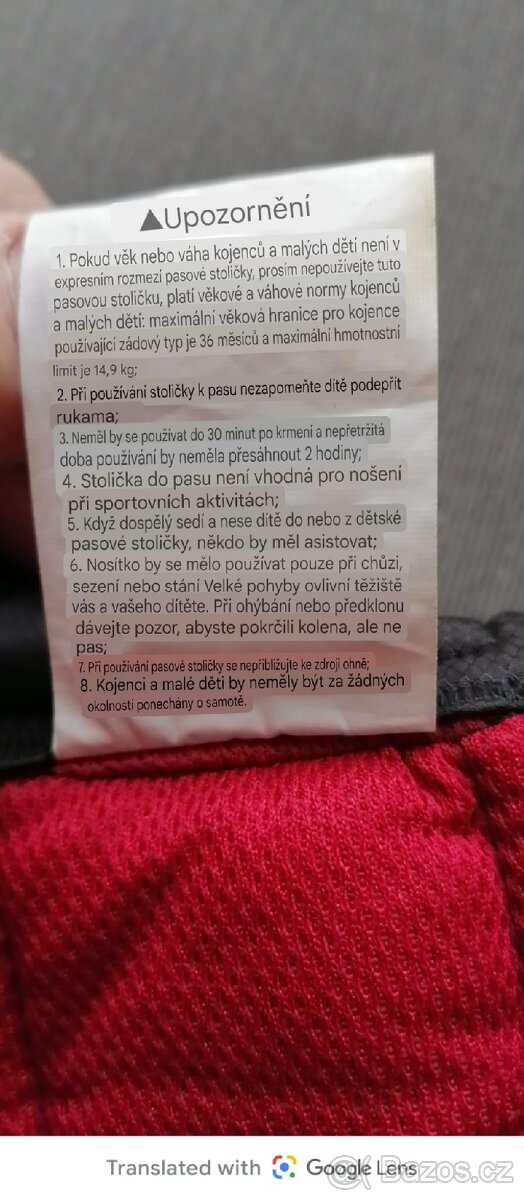 ▲Upozornění
1. Pokud věk nebo váha kojenců a malých dětí není v
expresním rozmezí pasové stoličky, prosím nepoužívejte tuto
pasovou stoličku, platí věkové a váhové normy kojenců
a malých dětí: maximální věková hranice pro kojence
používající zádový typ je 36 měsíců a maximální hmotnostní
limit je 14,9 kg;
2. Při používání stoličky k pasu nezapomeňte dítě podepřít
rukama;
3. Neměl by se používat do 30 minut po krmení a nepřetržitá
doba používání by neměla přesáhnout 2 hodiny;
4. Stolička do pasu není vhodná pro nošení
při sportovních aktivitách;
5. Když dospělý sedí a nese dítě do nebo z dětské
pasové stoličky, někdo by měl asistovat;
6. Nosítko by se mělo používat pouze při chůzi,
sezení nebo stání Velké pohyby ovlivní těžiště
vás a vašeho dítěte. Při ohýbání nebo předklonu
dávejte pozor, abyste pokrčili kolena, ale ne
pas;
7. Při používání pasové stoličky se nepřibližujte ke zdroji ohně;
8. Kojenci a malé děti by neměly být za žádných
okolností ponechány o samotě.
Translated with Google Lens
Bazos.cz